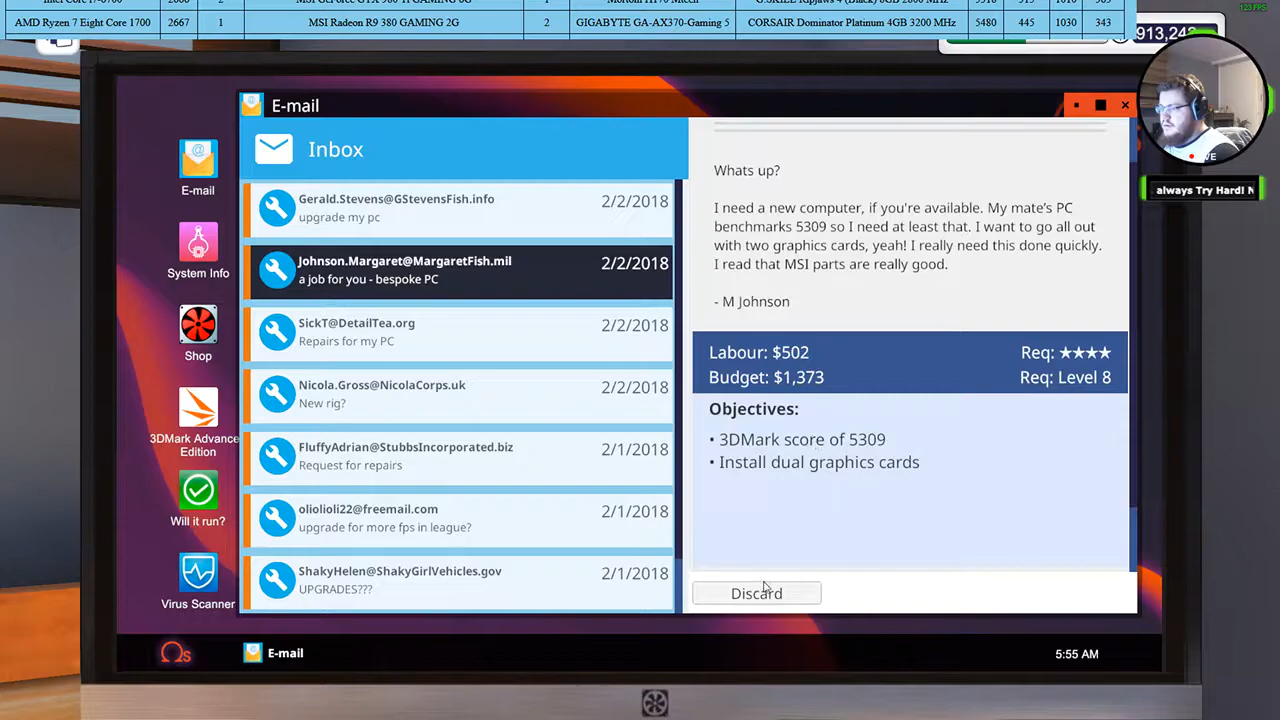 AMD Ryzen 7 Eight Core 1700 2667 1 MSI Radeon R9 380 GAMING 2G 2 GIGABYTE GA-AX370-Gaming 5 CORSAIR Dominator Platinum 4GB 3200 MHz 5480 445 1030 343
123 FPS
E-mail
Inbox
Gerald.Stevens@GStevensFish.info 2/2/2018
upgrade my pc
Johnson.Margaret@MargaretFish.mil 2/2/2018
a job for you - bespoke PC
SickT@DetailTea.org 2/2/2018
Repairs for my PC
Nicola.Gross@NicolaCorps.uk 2/2/2018
New rig?
FluffyAdrian@StubbsIncorporated.biz 2/1/2018
Request for repairs
oliolioli22@freemail.com 2/1/2018
upgrade for more fps in league?
ShakyHelen@ShakyGirlVehicles.gov 2/1/2018
UPGRADES???
E-mail
System Info
Shop
3DMark Advance
Edition
Will it run?
Virus Scanner
Whats up?
I need a new computer, if you're available. My mate's PC
benchmarks 5309 so I need at least that. I want to go all out
with two graphics cards, yeah! I really need this done quickly.
I read that MSI parts are really good.
- M Johnson
Labour: $502 Req: ★★★★
Budget: $1,373 Req: Level 8
Objectives:
• 3DMark score of 5309
• Install dual graphics cards
Discard
always Try Hard! N
Ωs E-mail 5:55 AM